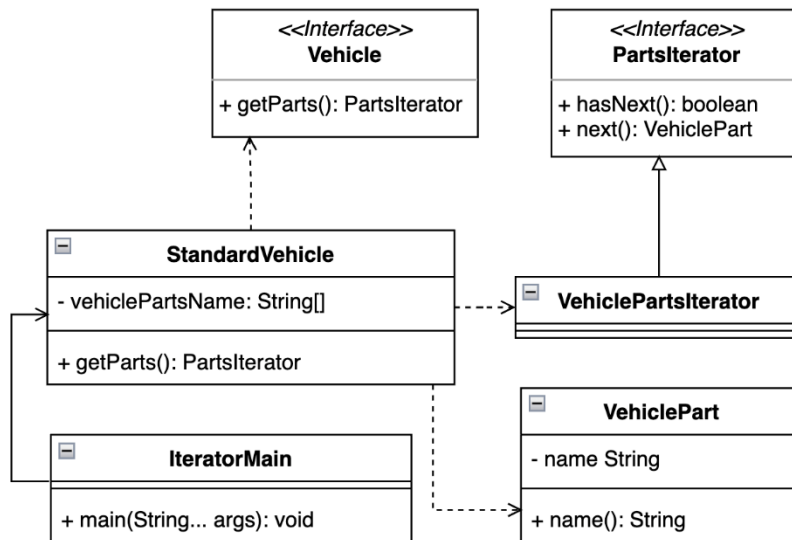 <<Interface>>
Vehicle
+ getParts(): PartsIterator
<<Interface>>
PartsIterator
+ hasNext(): boolean
+ next(): VehiclePart
StandardVehicle
- vehiclePartsName: String[]
+ getParts(): PartsIterator
VehiclePartsIterator
VehiclePart
- name String
+ name(): String
IteratorMain
+ main(String... args): void